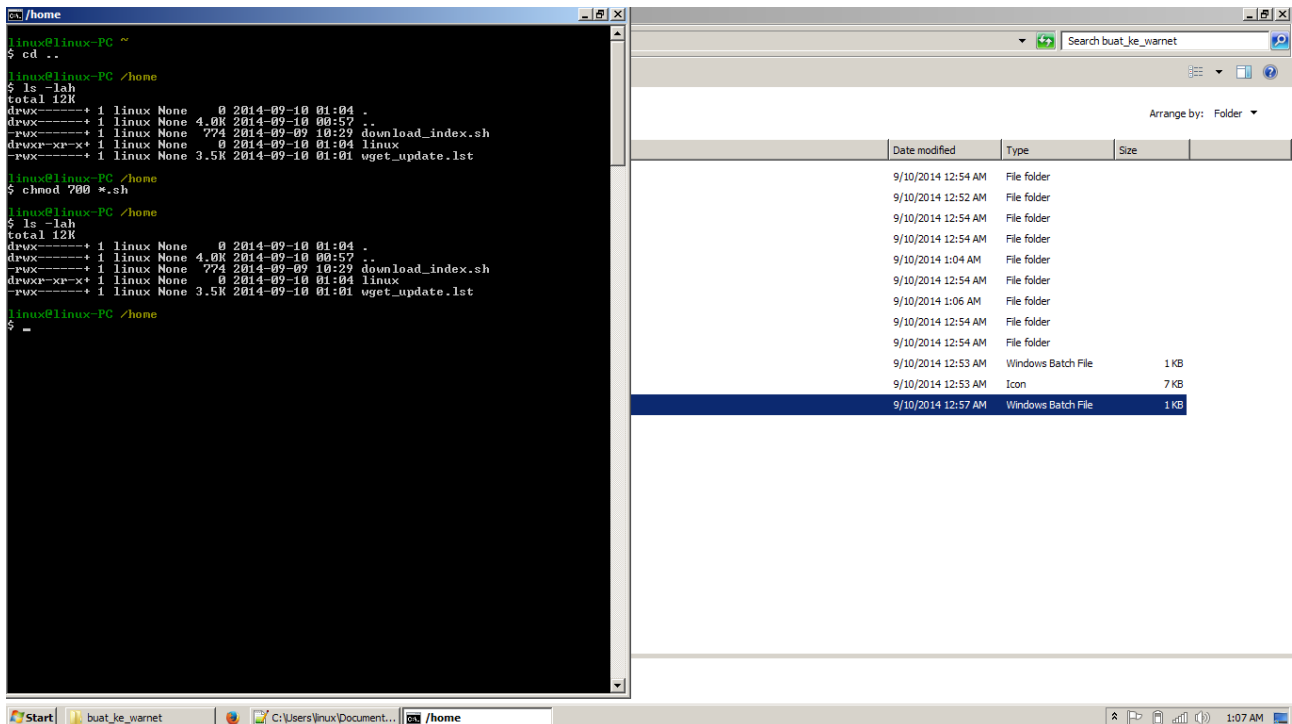 /home
linux@linux-PC ~
$ cd ..
linux@linux-PC /home
$ ls -lah
total 12K
drwx------+ 1 linux None    0 2014-09-10 01:04 .
drwx------+ 1 linux None 4.0K 2014-09-10 00:57 ..
-rwx------+ 1 linux None  774 2014-09-09 10:29 download_index.sh
drwxr-xr-x+ 1 linux None    0 2014-09-10 01:04 linux
-rwx------+ 1 linux None 3.5K 2014-09-10 01:01 wget_update.lst
linux@linux-PC /home
$ chmod 700 *.sh
linux@linux-PC /home
$ ls -lah
total 12K
drwx------+ 1 linux None    0 2014-09-10 01:04 .
drwx------+ 1 linux None 4.0K 2014-09-10 00:57 ..
-rwx------+ 1 linux None  774 2014-09-09 10:29 download_index.sh
drwxr-xr-x+ 1 linux None    0 2014-09-10 01:04 linux
-rwx------+ 1 linux None 3.5K 2014-09-10 01:01 wget_update.lst
linux@linux-PC /home
$ _
Search buat_ke_warnet
Arrange by: Folder
Date modified Type Size
9/10/2014 12:54 AM File folder
9/10/2014 12:52 AM File folder
9/10/2014 12:54 AM File folder
9/10/2014 12:54 AM File folder
9/10/2014 1:04 AM File folder
9/10/2014 12:54 AM File folder
9/10/2014 1:06 AM File folder
9/10/2014 12:54 AM File folder
9/10/2014 12:54 AM File folder
9/10/2014 12:53 AM Windows Batch File 1 KB
9/10/2014 12:53 AM Icon 7 KB
9/10/2014 12:57 AM Windows Batch File 1 KB
Start buat_ke_warnet C:\Users\linux\Document... /home 1:07 AM